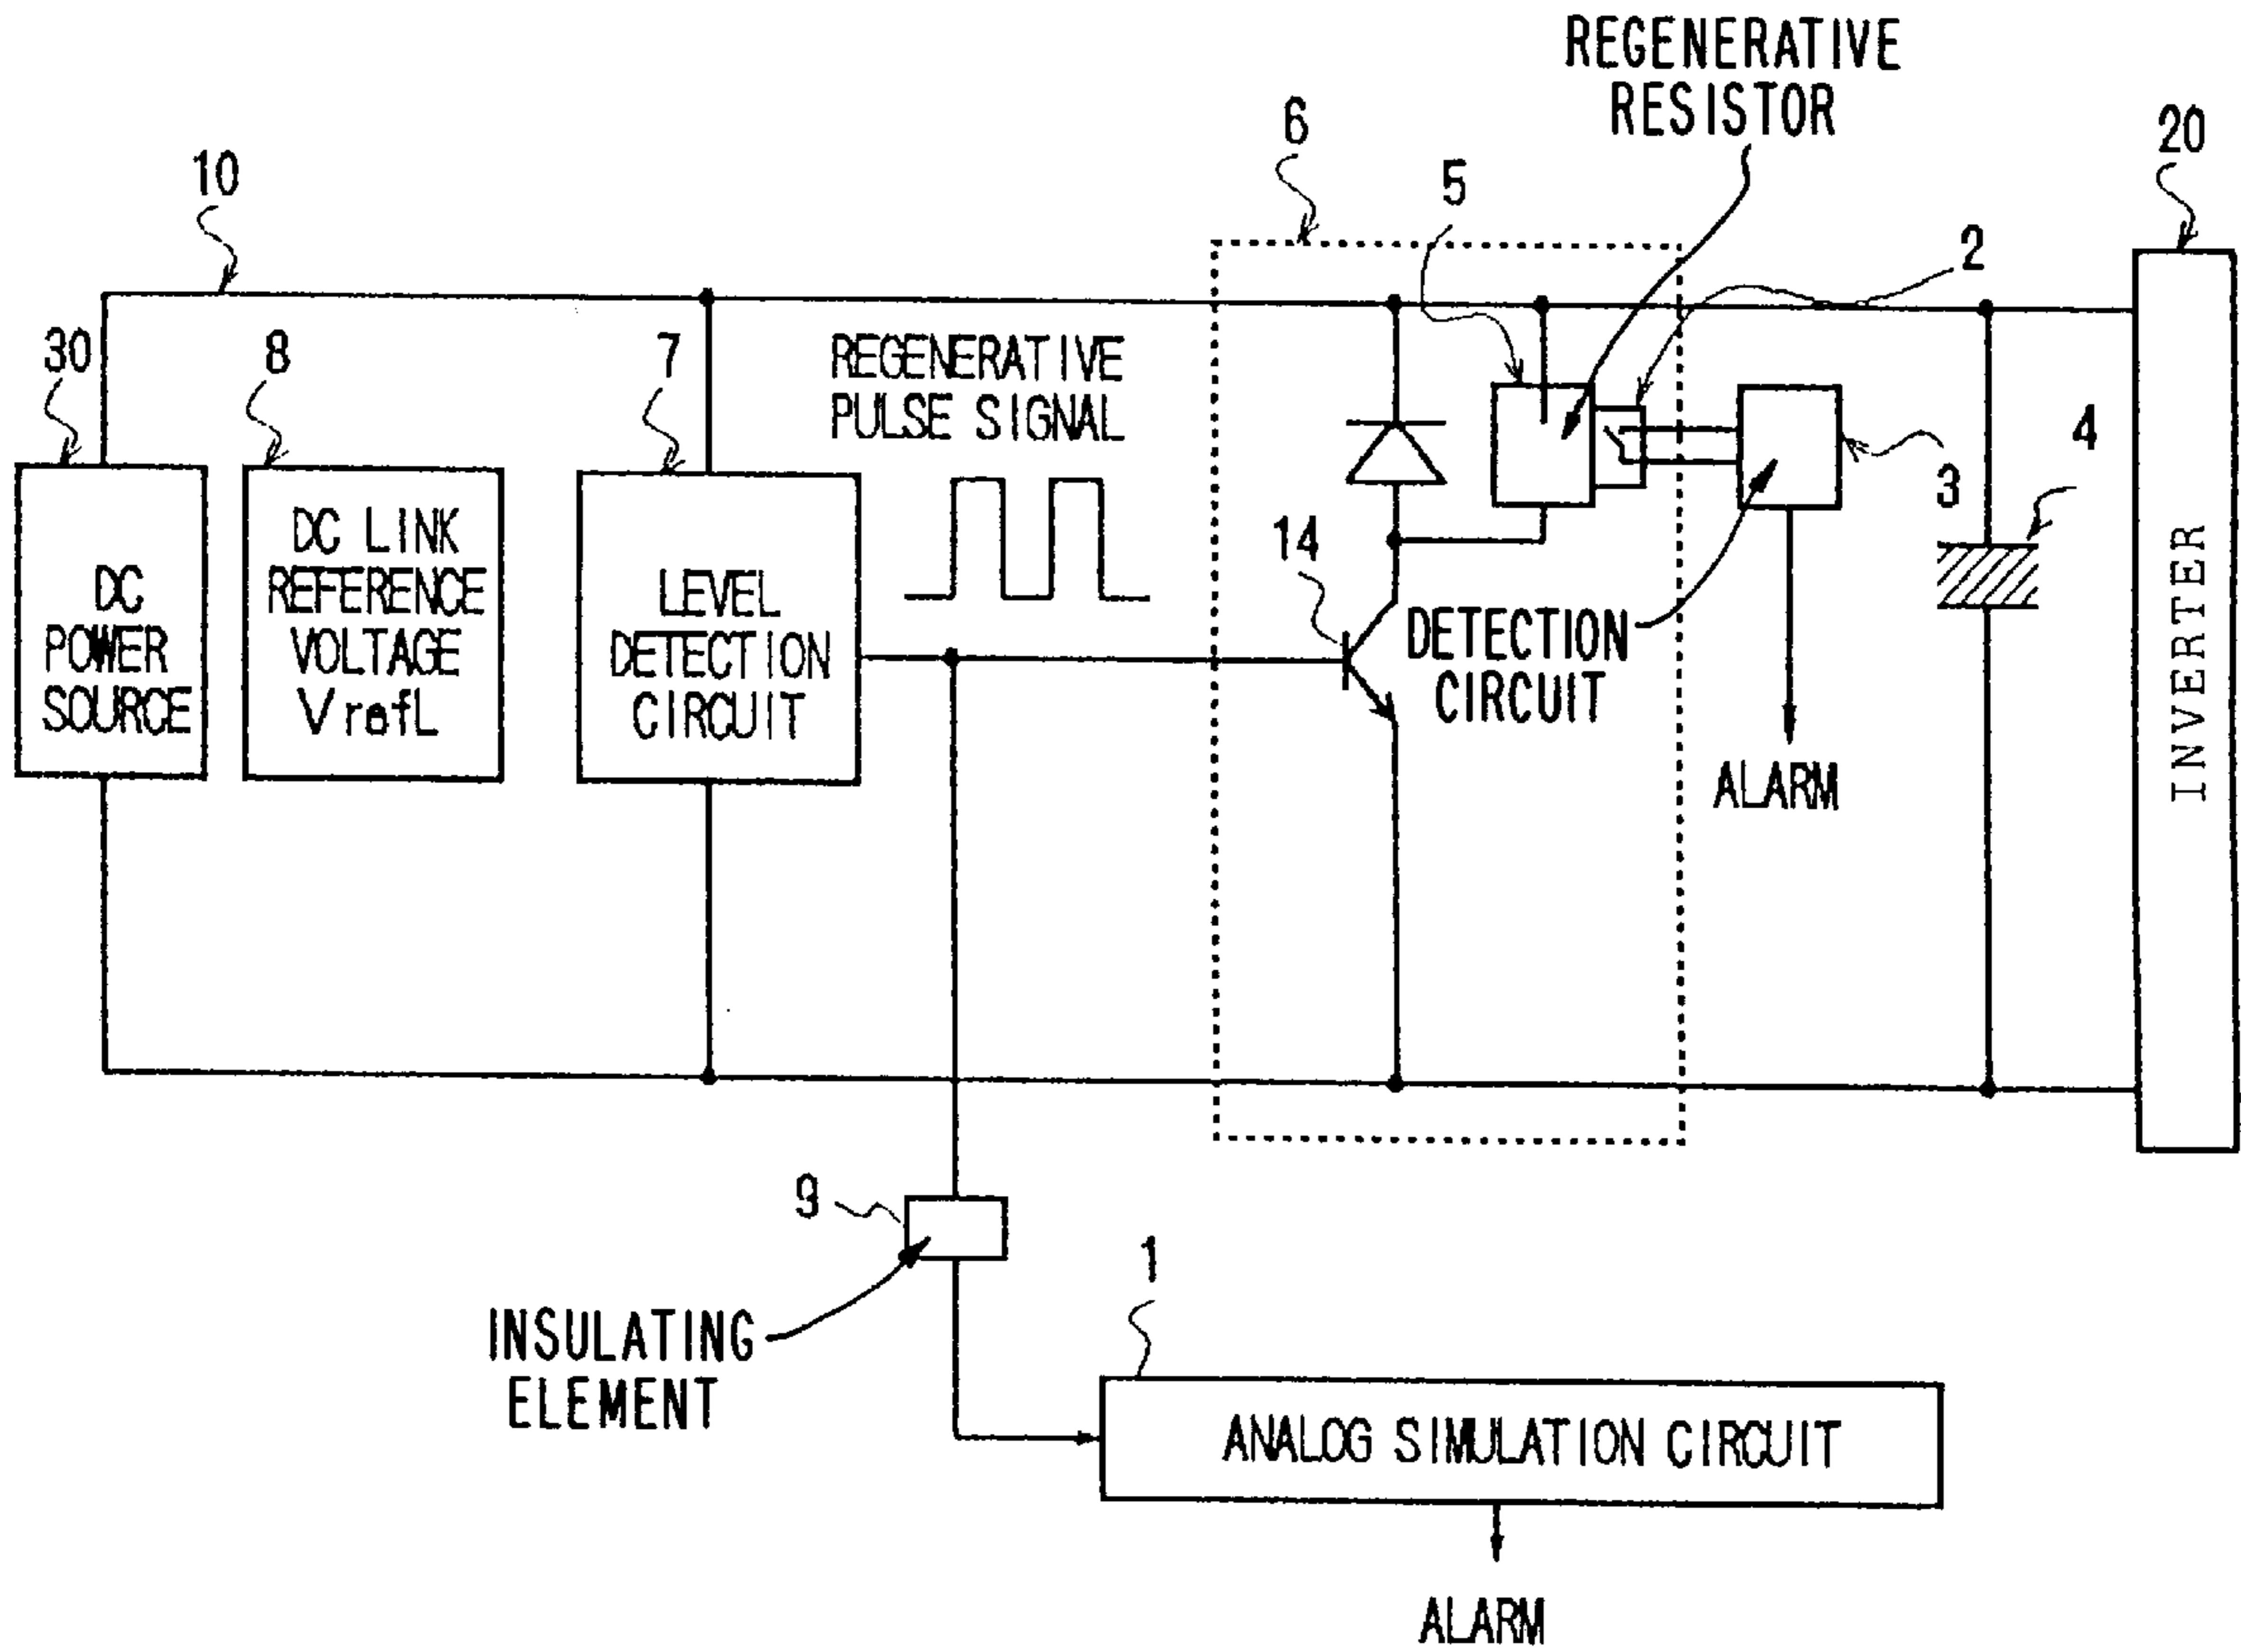 REGENERATIVE
RESISTOR
6
20
10
5
2
30
8
7
REGENERATIVE
PULSE SIGNAL
4
3
DC LINK
REFERENCE
VOLTAGE
VrefL
14
DC
POWER
SOURCE
LEVEL
DETECTION
CIRCUIT
DETECTION
CIRCUIT
INVERTER
ALARM
9
1
INSULATING
ELEMENT
ANALOG SIMULATION CIRCUIT
ALARM